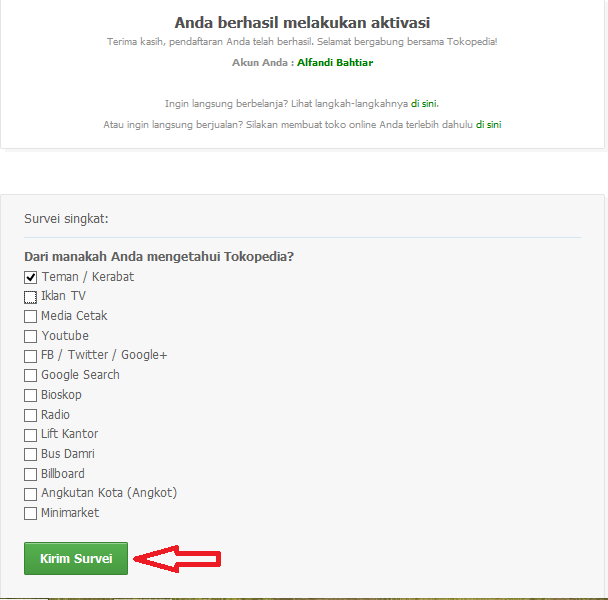 Anda berhasil melakukan aktivasi
Terima kasih, pendaftaran Anda telah berhasil. Selamat bergabung bersama Tokopedia!
Akun Anda : Alfandi Bahtiar
Ingin langsung berbelanja? Lihat langkah-langkahnya di sini.
Atau ingin langsung berjualan? Silakan membuat toko online Anda terlebih dahulu di sini
Survei singkat:
Dari manakah Anda mengetahui Tokopedia?
Teman / Kerabat
Iklan TV
Media Cetak
Youtube
FB / Twitter / Google+
Google Search
Bioskop
Radio
Lift Kantor
Bus Damri
Billboard
Angkutan Kota (Angkot)
Minimarket
Kirim Survei